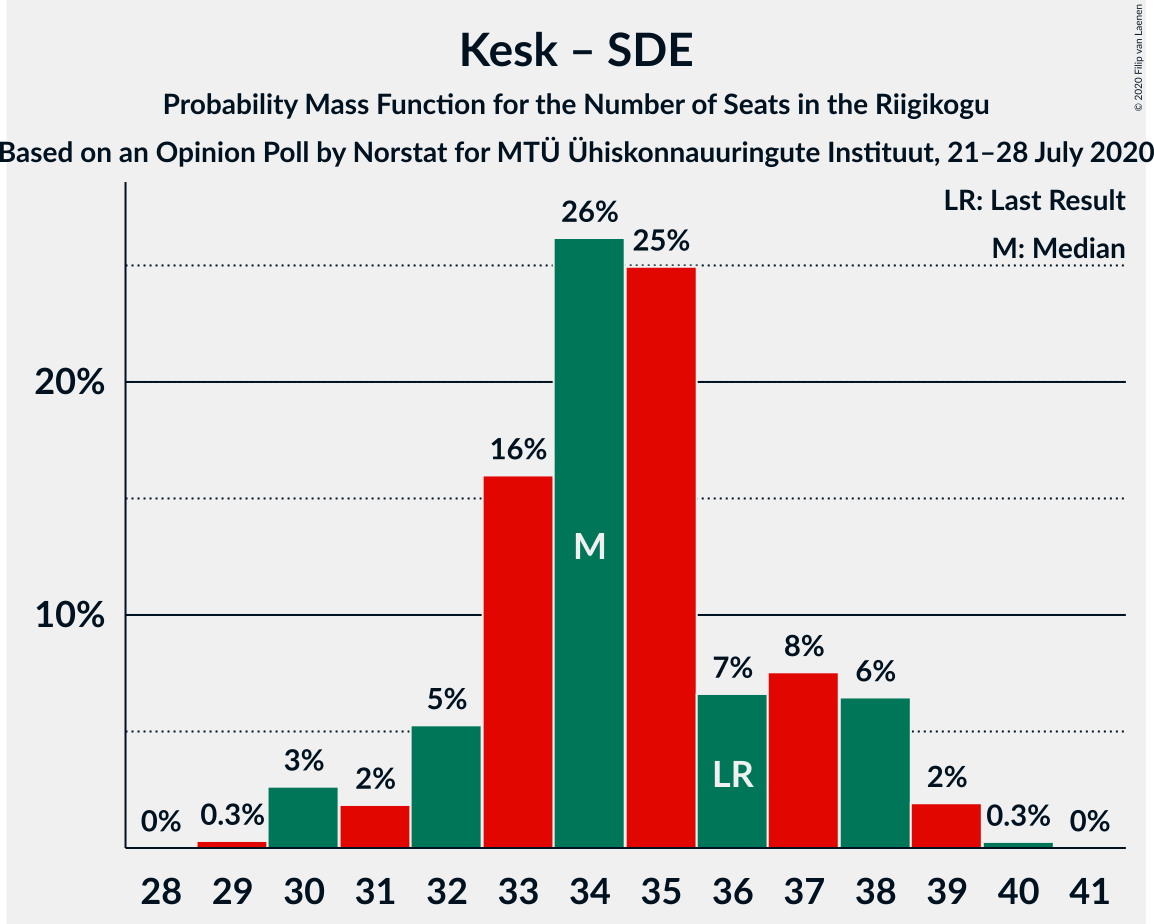 Kesk – SDE
Probability Mass Function for the Number of Seats in the Riigikogu
Based on an Opinion Poll by Norstat for MTÜ Ühiskonnauuringute Instituut, 21–28 July 2020
© 2020 Filip van Laenen
LR: Last Result
M: Median
26%
25%
20%
16%
M
10%
8%
7%
6%
5%
LR
3%
2%
2%
0%
0.3%
0.3%
0%
28 29 30 31 32 33 34 35 36 37 38 39 40 41